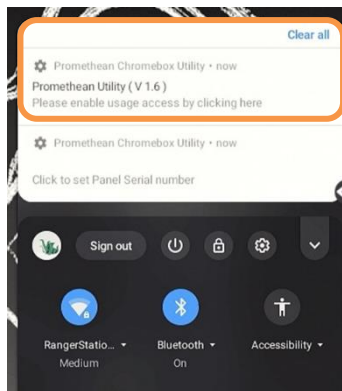 Clear all
Promethean Chromebox Utility • now
Promethean Utility ( V 1.6 )
Please enable usage access by clicking here
Promethean Chromebox Utility • now
Click to set Panel Serial number
Sign out
RangerStatio...
Bluetooth
Accessibility
Medium
On